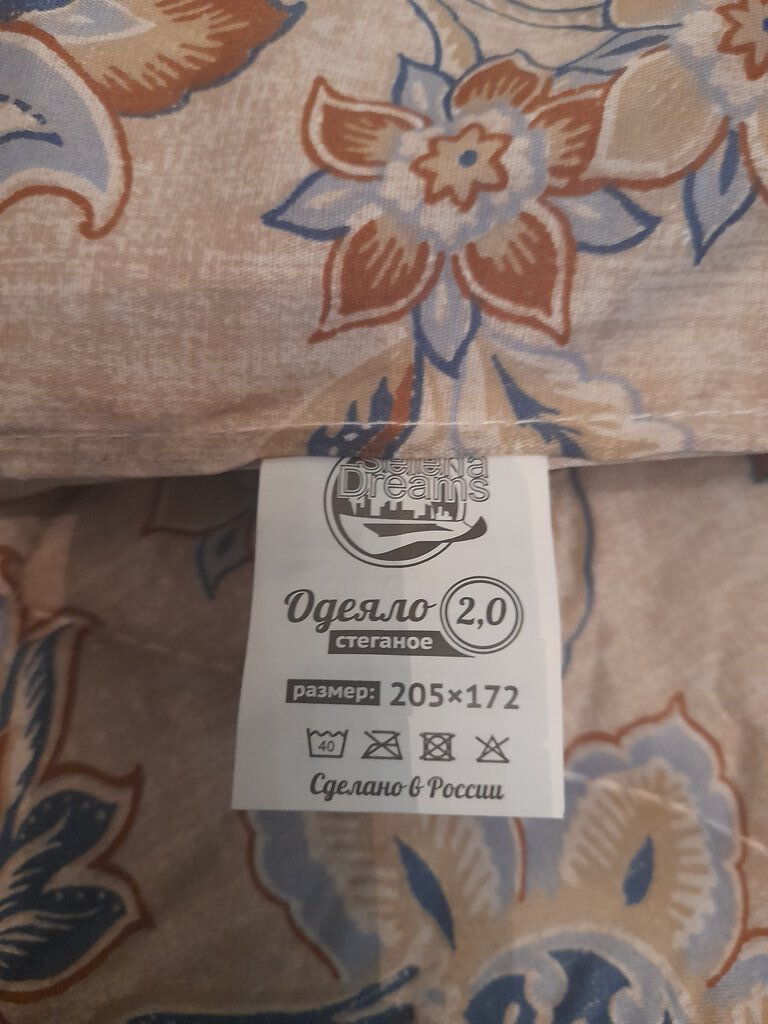 Selena
Dreams
Одеяло 2,0
стеганое
размер: 205×172
40
Сделано в России